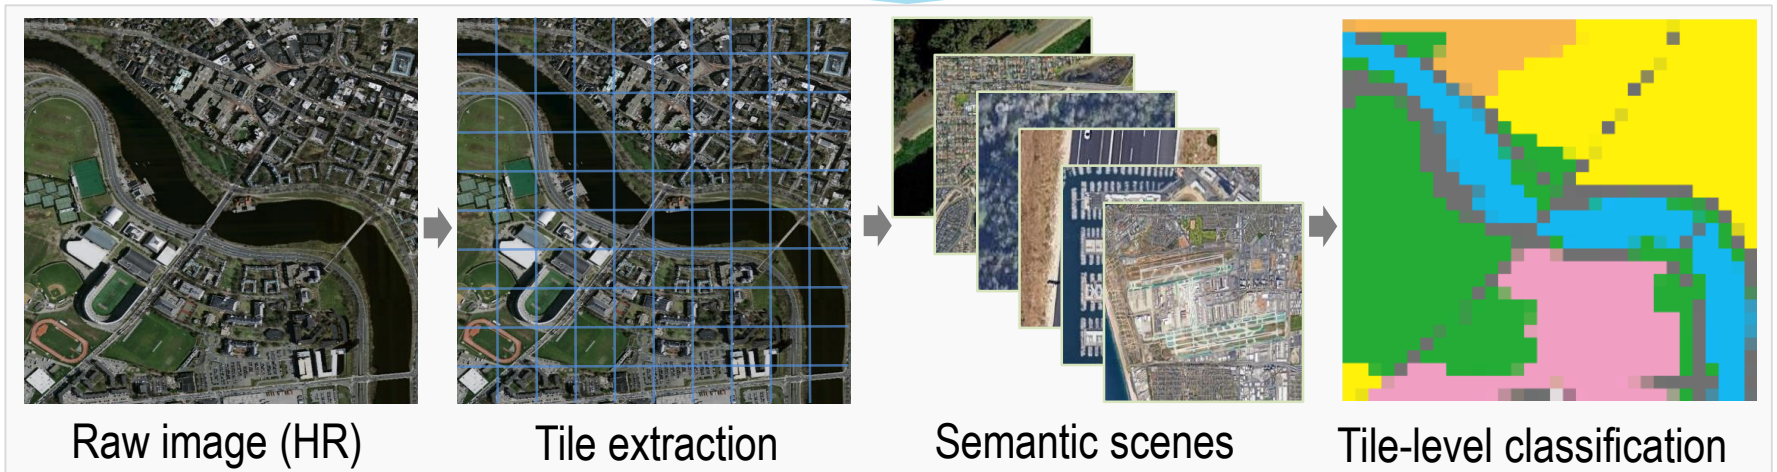 Raw image (HR)
Tile extraction
Semantic scenes
Tile-level classification